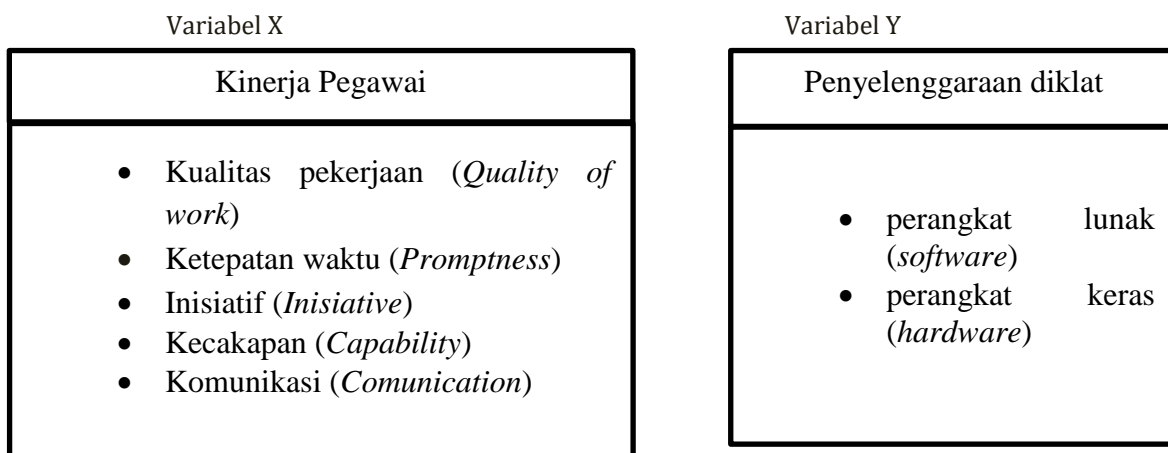 Variabel X
Kinerja Pegawai
• Kualitas pekerjaan (Quality of
work)
• Ketepatan waktu (Promptness)
• Inisiatif (Inisiative)
• Kecakapan (Capability)
• Komunikasi (Comunication)
Variabel Y
Penyelenggaraan diklat
• perangkat lunak
(software)
• perangkat keras
(hardware)